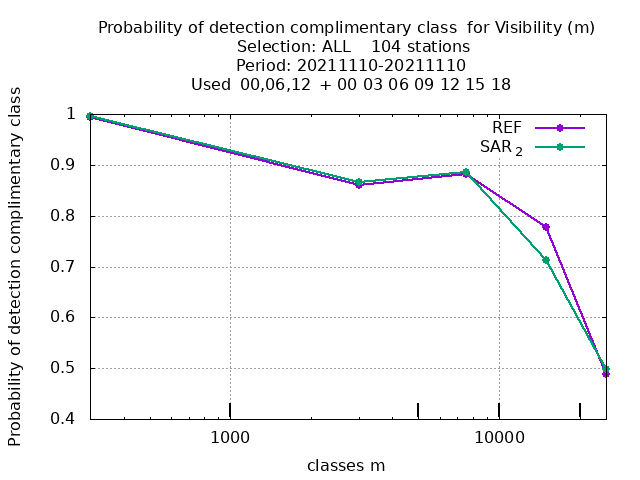 Probability of detection complimentary class for Visibility (m)
Selection: ALL 104 stations
Period: 20211110-20211110
Used 00,06,12 + 00 03 06 09 12 15 18
Probability of detection complimentary class
1
0.9
0.8
0.7
0.6
0.5
0.4
REF
SAR 2
1000
10000
classes m